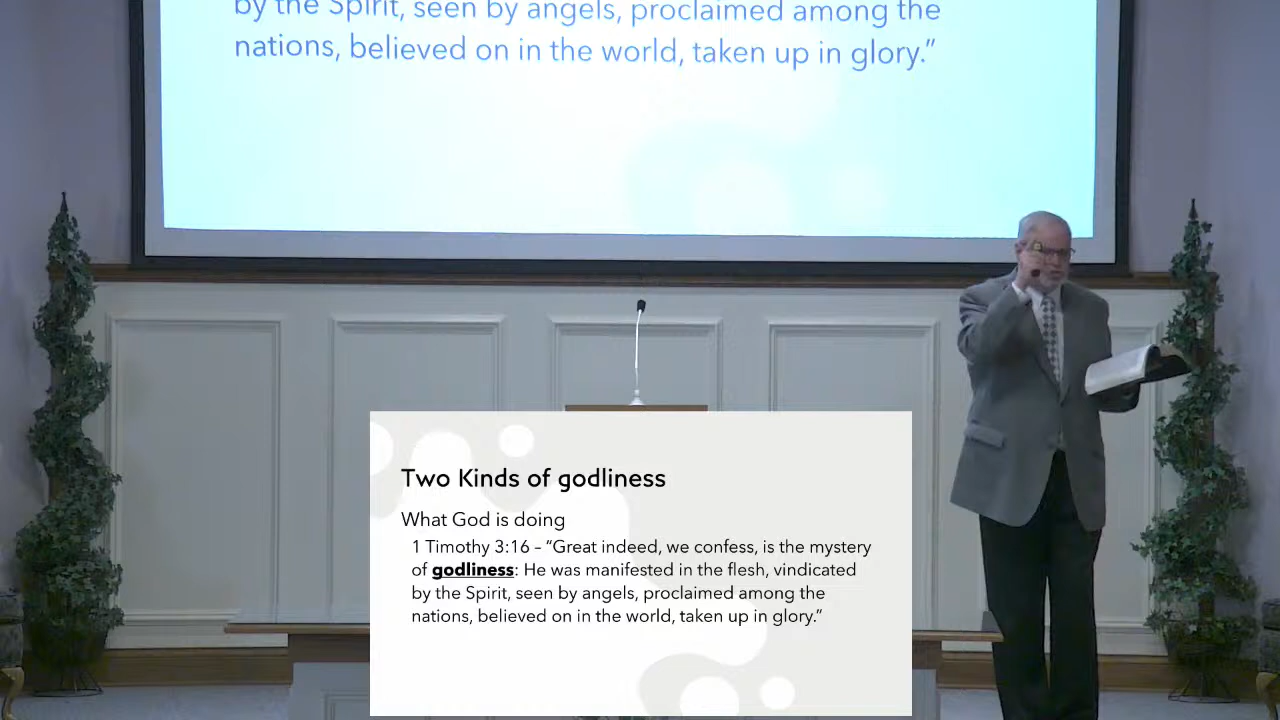 by the Spirit, seen by angels, proclaimed among the
nations, believed on in the world, taken up in glory.”
Two Kinds of godliness
What God is doing
1 Timothy 3:16 – “Great indeed, we confess, is the mystery
of godliness: He was manifested in the flesh, vindicated
by the Spirit, seen by angels, proclaimed among the
nations, believed on in the world, taken up in glory.”